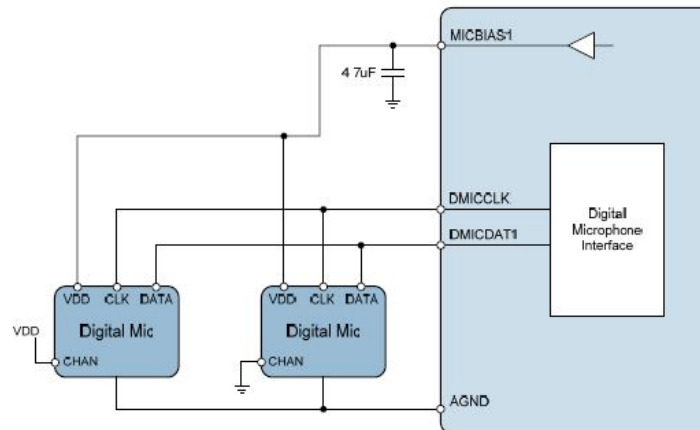 MICBIAS1
4.7uF
DMICCLK
DMICDAT1
Digital
Microphone
Interface
VDD CLK DATA
Digital Mic
VDD
CHAN
VDD CLK DATA
Digital Mic
CHAN
AGND